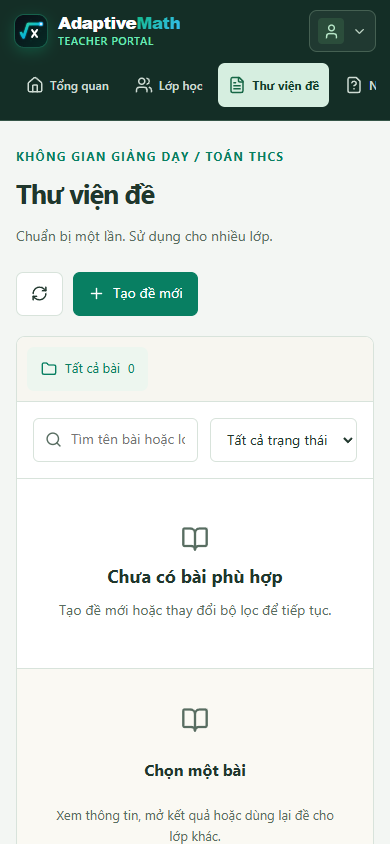 AdaptiveMath
TEACHER PORTAL
Tổng quan
Lớp học
Thư viện đề
KHÔNG GIAN GIẢNG DẠY / TOÁN THCS
Thư viện đề
Chuẩn bị một lần. Sử dụng cho nhiều lớp.
Tạo đề mới
Tất cả bài 0
Tìm tên bài hoặc
Tất cả trạng thái
Chưa có bài phù hợp
Tạo đề mới hoặc thay đổi bộ lọc để tiếp tục.
Chọn một bài
Xem thông tin, mở kết quả hoặc dùng lại đề cho
lớp khác.